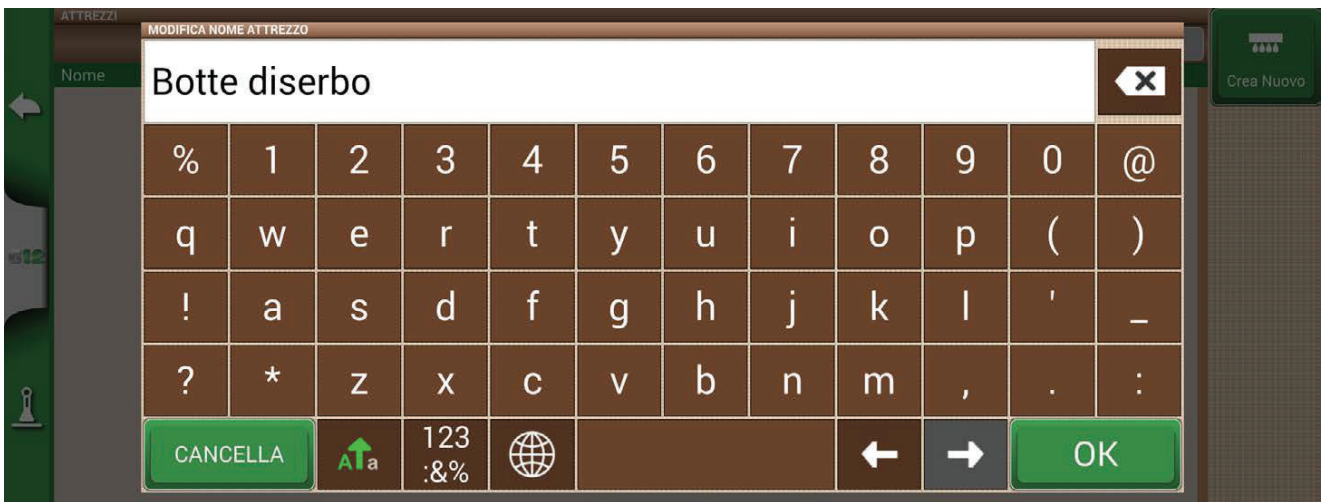 ATTREZZI
MODIFICA NOME ATTREZZO
Botte diserbo
Nome
Crea Nuovo
% 1 2 3 4 5 6 7 8 9 0 @
q w e r t y u i o p ( )
! a s d f g h j k l ' _
? * z x c v b n m , . :
CANCELLA
A a
123
:&%
OK